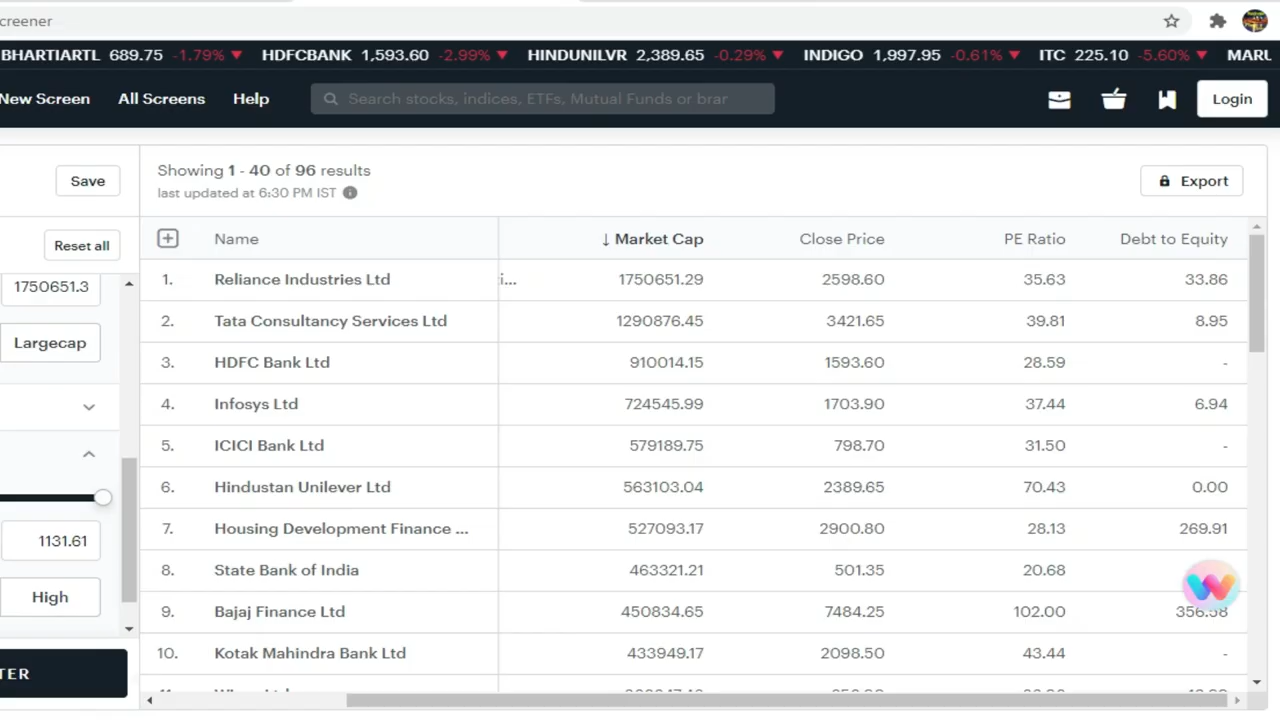 creener
BHARTIARTL 689.75 -1.79% ▼ HDFCBANK 1,593.60 -2.99% ▼ HINDUNILVR 2,389.65 -0.29% ▼ INDIGO 1,997.95 -0.61% ▼ ITC 225.10 -5.60% ▼ MARU
New Screen All Screens Help Search stocks, indices, ETFs, Mutual Funds or brar Login
Save Showing 1 - 40 of 96 results Export
last updated at 6:30 PM IST
Reset all Name ↓ Market Cap Close Price PE Ratio Debt to Equity
1750651.3 1. Reliance Industries Ltd i... 1750651.29 2598.60 35.63 33.86
Largecap 2. Tata Consultancy Services Ltd 1290876.45 3421.65 39.81 8.95
3. HDFC Bank Ltd 910014.15 1593.60 28.59 -
4. Infosys Ltd 724545.99 1703.90 37.44 6.94
5. ICICI Bank Ltd 579189.75 798.70 31.50 -
6. Hindustan Unilever Ltd 563103.04 2389.65 70.43 0.00
1131.61 7. Housing Development Finance ... 527093.17 2900.80 28.13 269.91
8. State Bank of India 463321.21 501.35 20.68
High 9. Bajaj Finance Ltd 450834.65 7484.25 102.00 356.58
10. Kotak Mahindra Bank Ltd 433949.17 2098.50 43.44 -
TER